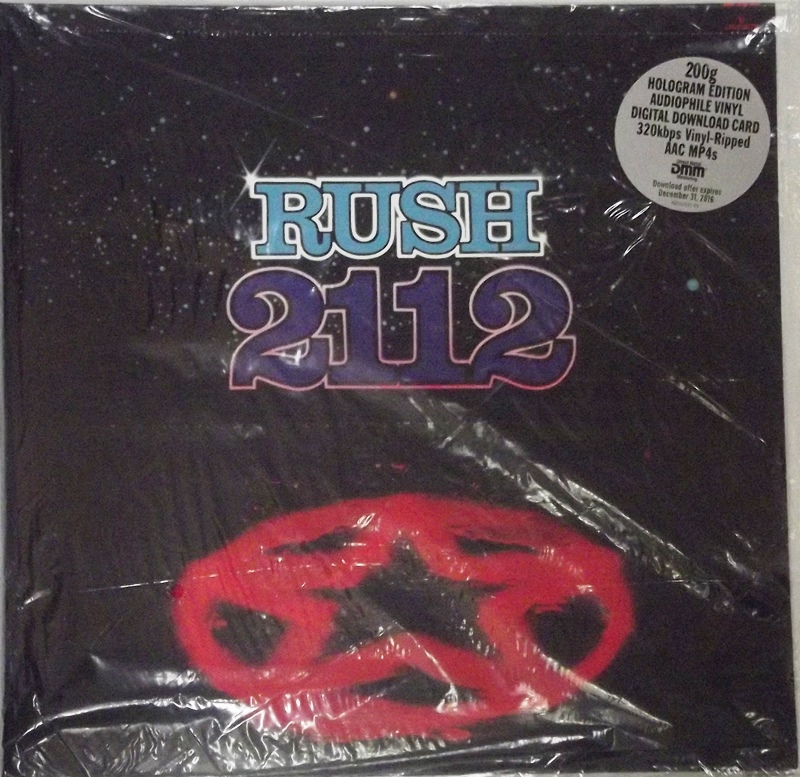 RUSH
2112
200g
HOLOGRAM EDITION
AUDIOPHILE VINYL
DIGITAL DOWNLOAD CARD
320kbps Vinyl-Ripped
AAC MP4s
DMM
Download offer expires
December 31, 2016